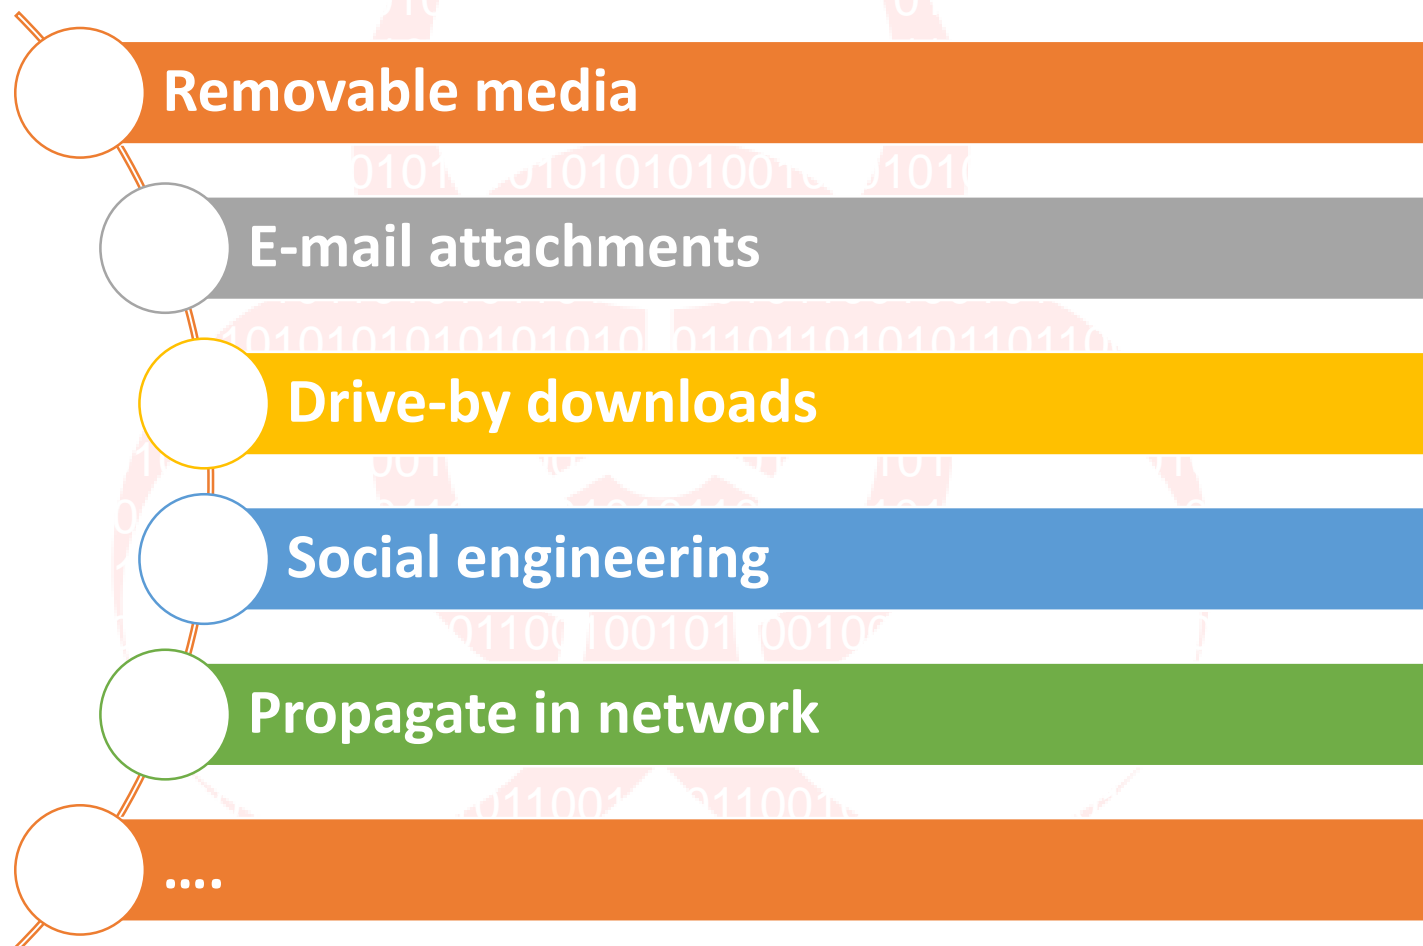 Removable media
E-mail attachments
Drive-by downloads
Social engineering
Propagate in network
....